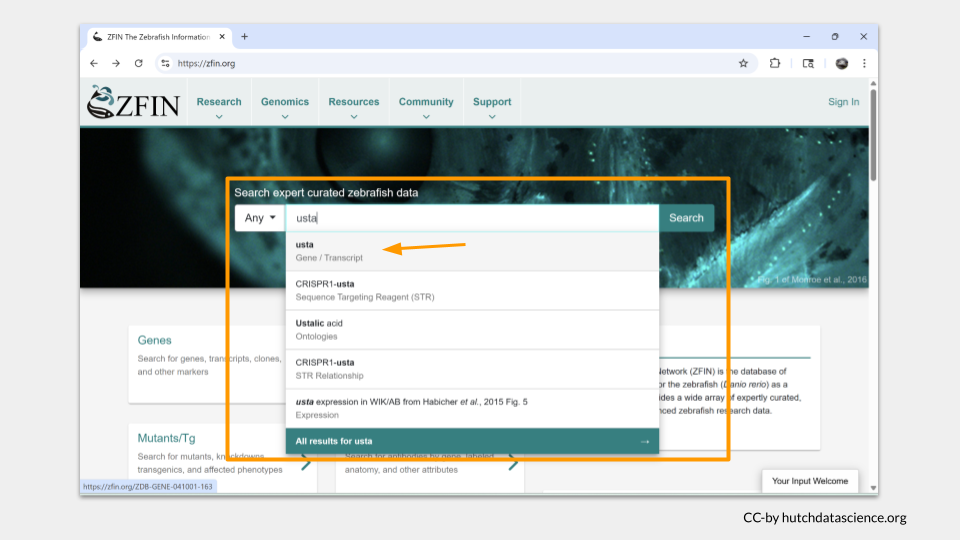 ZFIN The Zebrafish Information
https://zfin.org
ZFIN
Research
Genomics
Resources
Community
Support
Sign In
Search expert curated zebrafish data
Any
usta
Search
usta
Gene / Transcript
CRISPR1-usta
Sequence Targeting Reagent (STR)
Ustalic acid
Ontologies
CRISPR1-usta
STR Relationship
usta expression in WIK/AB from Habicher et al., 2015 Fig. 5
Expression
All results for usta →
Fig. 1 of Monroe et al., 2016
Genes
Search for genes, transcripts, clones,
and other markers
Network (ZFIN) is the database of
for the zebrafish (Danio rerio) as a
ides a wide array of expertly curated,
nced zebrafish research data.
Mutants/Tg
Search for mutants, knockdowns,
transgenics, and affected phenotypes
Search for antibodies by gene, labeled
anatomy, and other attributes
Your Input Welcome
https://zfin.org/ZDB-GENE-041001-163
CC-by hutchdatascience.org